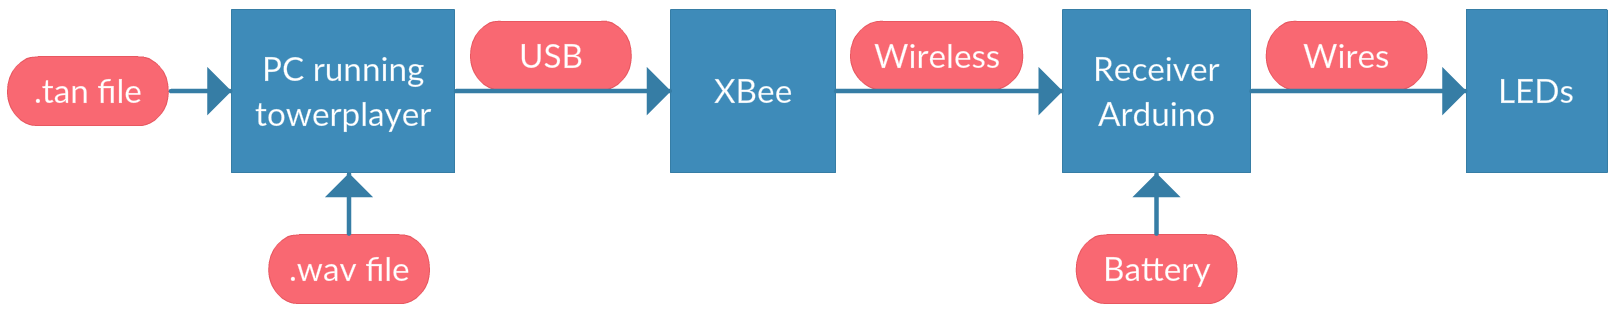 .tan file
PC running
towerplayer
USB
XBee
Wireless
Receiver
Arduino
Wires
LEDs
.wav file
Battery